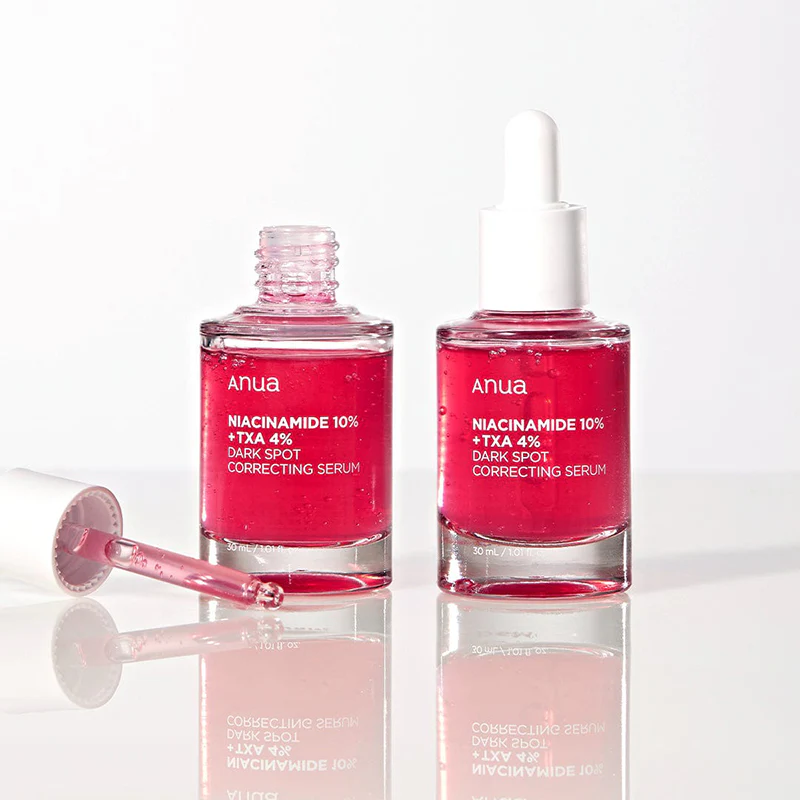 Anua
NIACINAMIDE 10%
+TXA 4%
DARK SPOT
CORRECTING SERUM
30 mL / 1.01 fl. oz
Anua
NIACINAMIDE 10%
+TXA 4%
DARK SPOT
CORRECTING SERUM
30 mL / 1.01 fl. oz